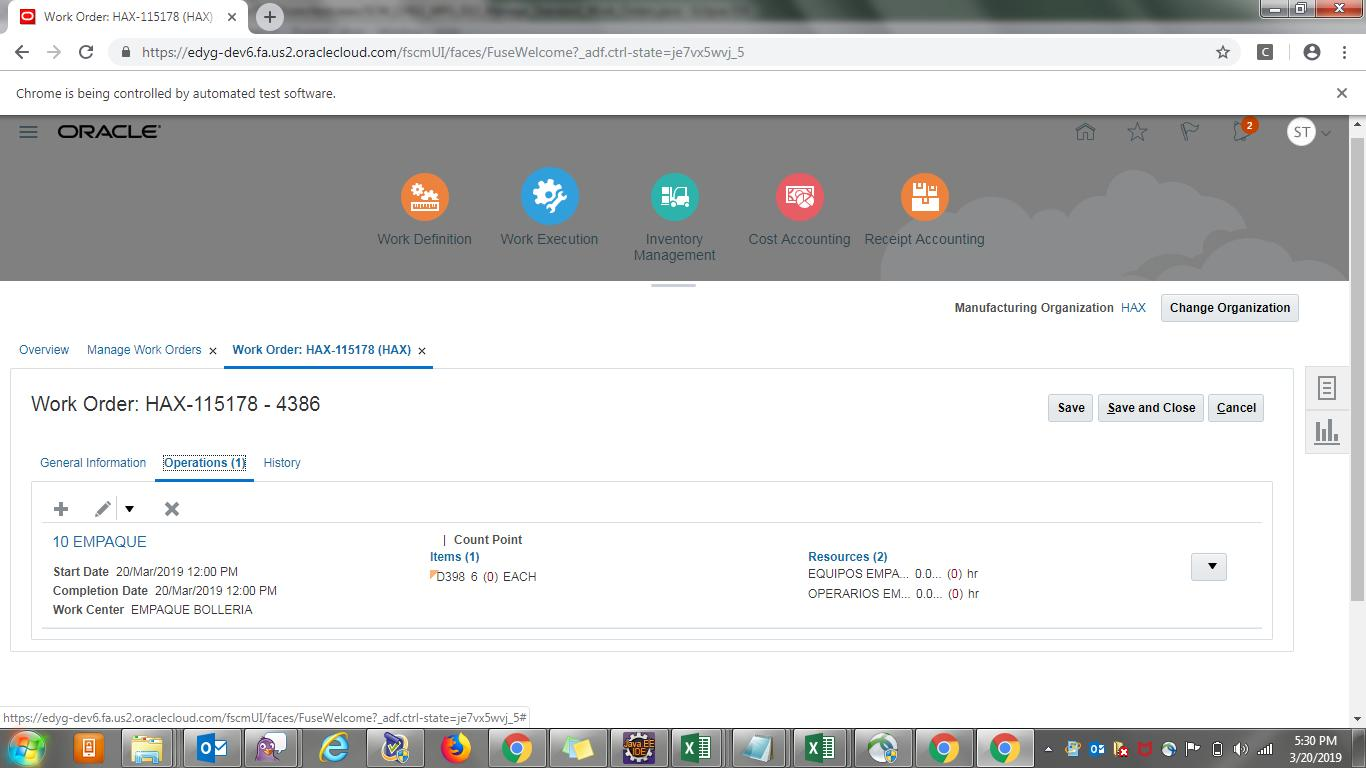 Work Order: HAX-115178 (HAX)
https://edyg-dev6.fa.us2.oraclecloud.com/fscmUI/faces/FuseWelcome?_adf.ctrl-state=je7vx5wvj_5
C
Chrome is being controlled by automated test software.
ORACLE
2
ST
Work Definition
Work Execution
Inventory Management
Cost Accounting
Receipt Accounting
Manufacturing Organization HAX
Change Organization
Overview
Manage Work Orders
Work Order: HAX-115178 (HAX)
Work Order: HAX-115178 - 4386
Save
Save and Close
Cancel
General Information
Operations (1)
History
10 EMPAQUE
Start Date 20/Mar/2019 12:00 PM
Completion Date 20/Mar/2019 12:00 PM
Work Center EMPAQUE BOLLERIA
| Count Point
Items (1)
D398 6 (0) EACH
Resources (2)
EQUIPOS EMPA... 0.0... (0) hr
OPERARIOS EM... 0.0... (0) hr
https://edyg-dev6.fa.us2.oraclecloud.com/fscmUI/faces/FuseWelcome?_adf.ctrl-state=je7vx5wvj_5#
Java EE
IDE
5:30 PM
3/20/2019